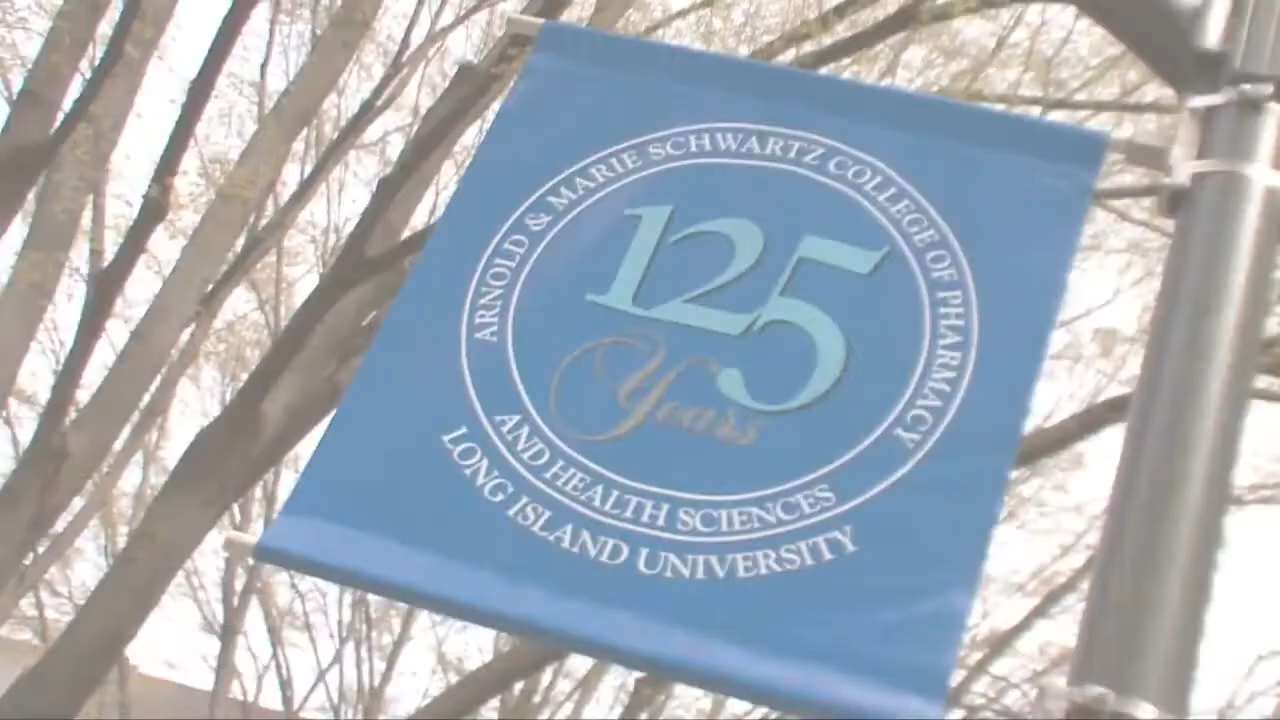 ARNOLD & MARIE SCHWARTZ COLLEGE OF PHARMACY
125
Years
AND HEALTH SCIENCES
LONG ISLAND UNIVERSITY